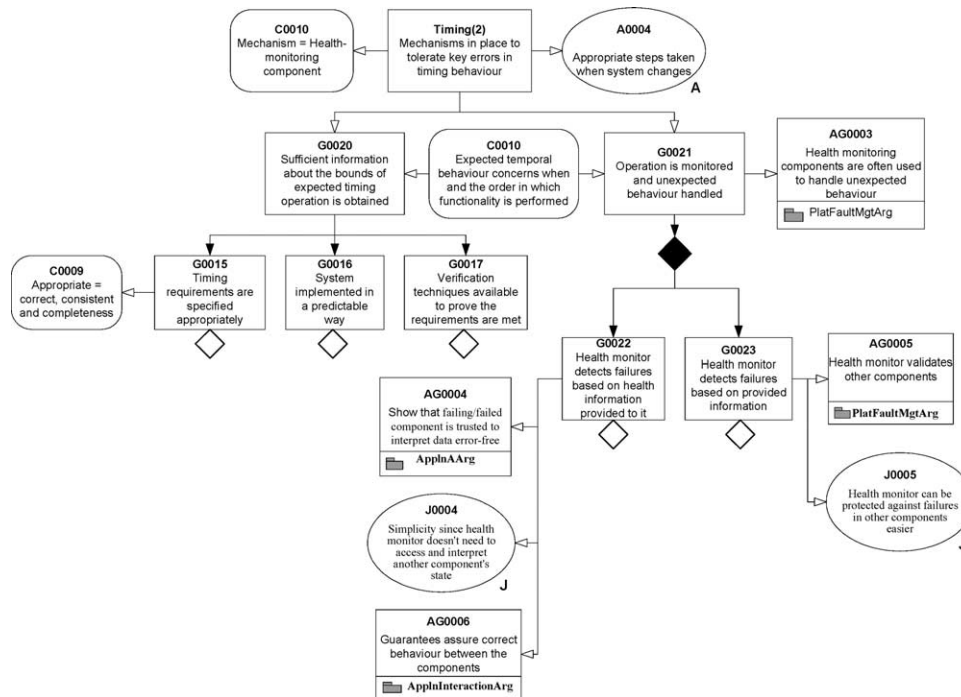 C0010
Mechanism = Health-
monitoring
component
Timing(2)
Mechanisms in place to
tolerate key errors in
timing behaviour
A0004
Appropriate steps taken
when system changes
A
G0020
Sufficient information
about the bounds of
expected timing
operation is obtained
C0010
Expected temporal
behaviour concerns when
and the order in which
functionality is performed
G0021
Operation is monitored
and unexpected
behaviour handled
AG0003
Health monitoring
components are often used
to handle unexpected
behaviour
PlatFaultMgtArg
C0009
Appropriate =
correct, consistent
and completeness
G0015
Timing
requirements are
specified
appropriately
G0016
System
implemented in
a predictable
way
G0017
Verification
techniques available
to prove the
requirements are met
G0022
Health monitor
detects failures
based on health
information
provided to it
G0023
Health monitor
detects failures
based on provided
information
AG0005
Health monitor validates
other components
PlatFaultMgtArg
AG0004
Show that failing/failed
component is trusted to
interpret data error-free
ApplnAArg
J0005
Health monitor can be
protected against failures
in other components
easier
J
J0004
Simplicity since health
monitor doesn't need to
access and interpret
another component's
state
J
AG0006
Guarantees assure correct
behaviour between the
components
ApplnInteractionArg